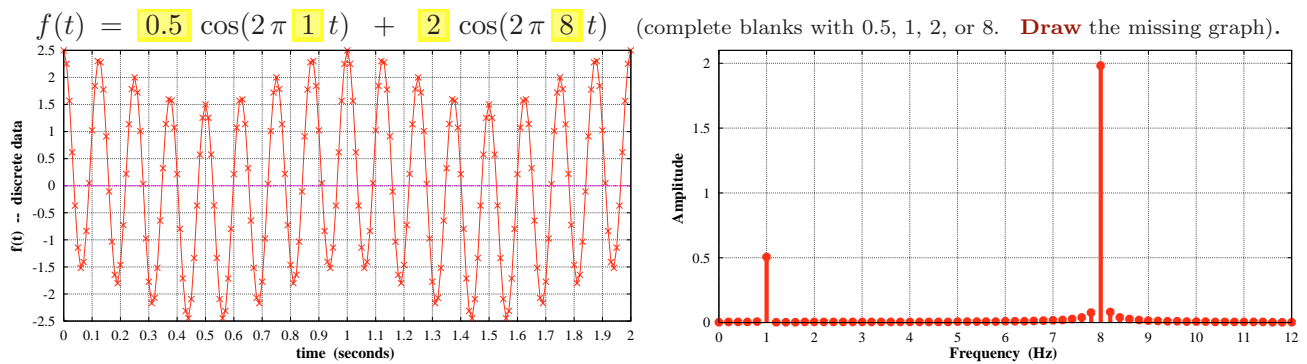 f(t) = 0.5 cos(2 π 1 t) + 2 cos(2 π 8 t) (complete blanks with 0.5, 1, 2, or 8. Draw the missing graph).
2.5
2
1.5
1
0.5
0
-0.5
-1
-1.5
-2
-2.5
f(t) -- discrete data
0 0.1 0.2 0.3 0.4 0.5 0.6 0.7 0.8 0.9 1 1.1 1.2 1.3 1.4 1.5 1.6 1.7 1.8 1.9 2
time (seconds)
2
1.5
1
0.5
0
Amplitude
0 1 2 3 4 5 6 7 8 9 10 11 12
Frequency (Hz)